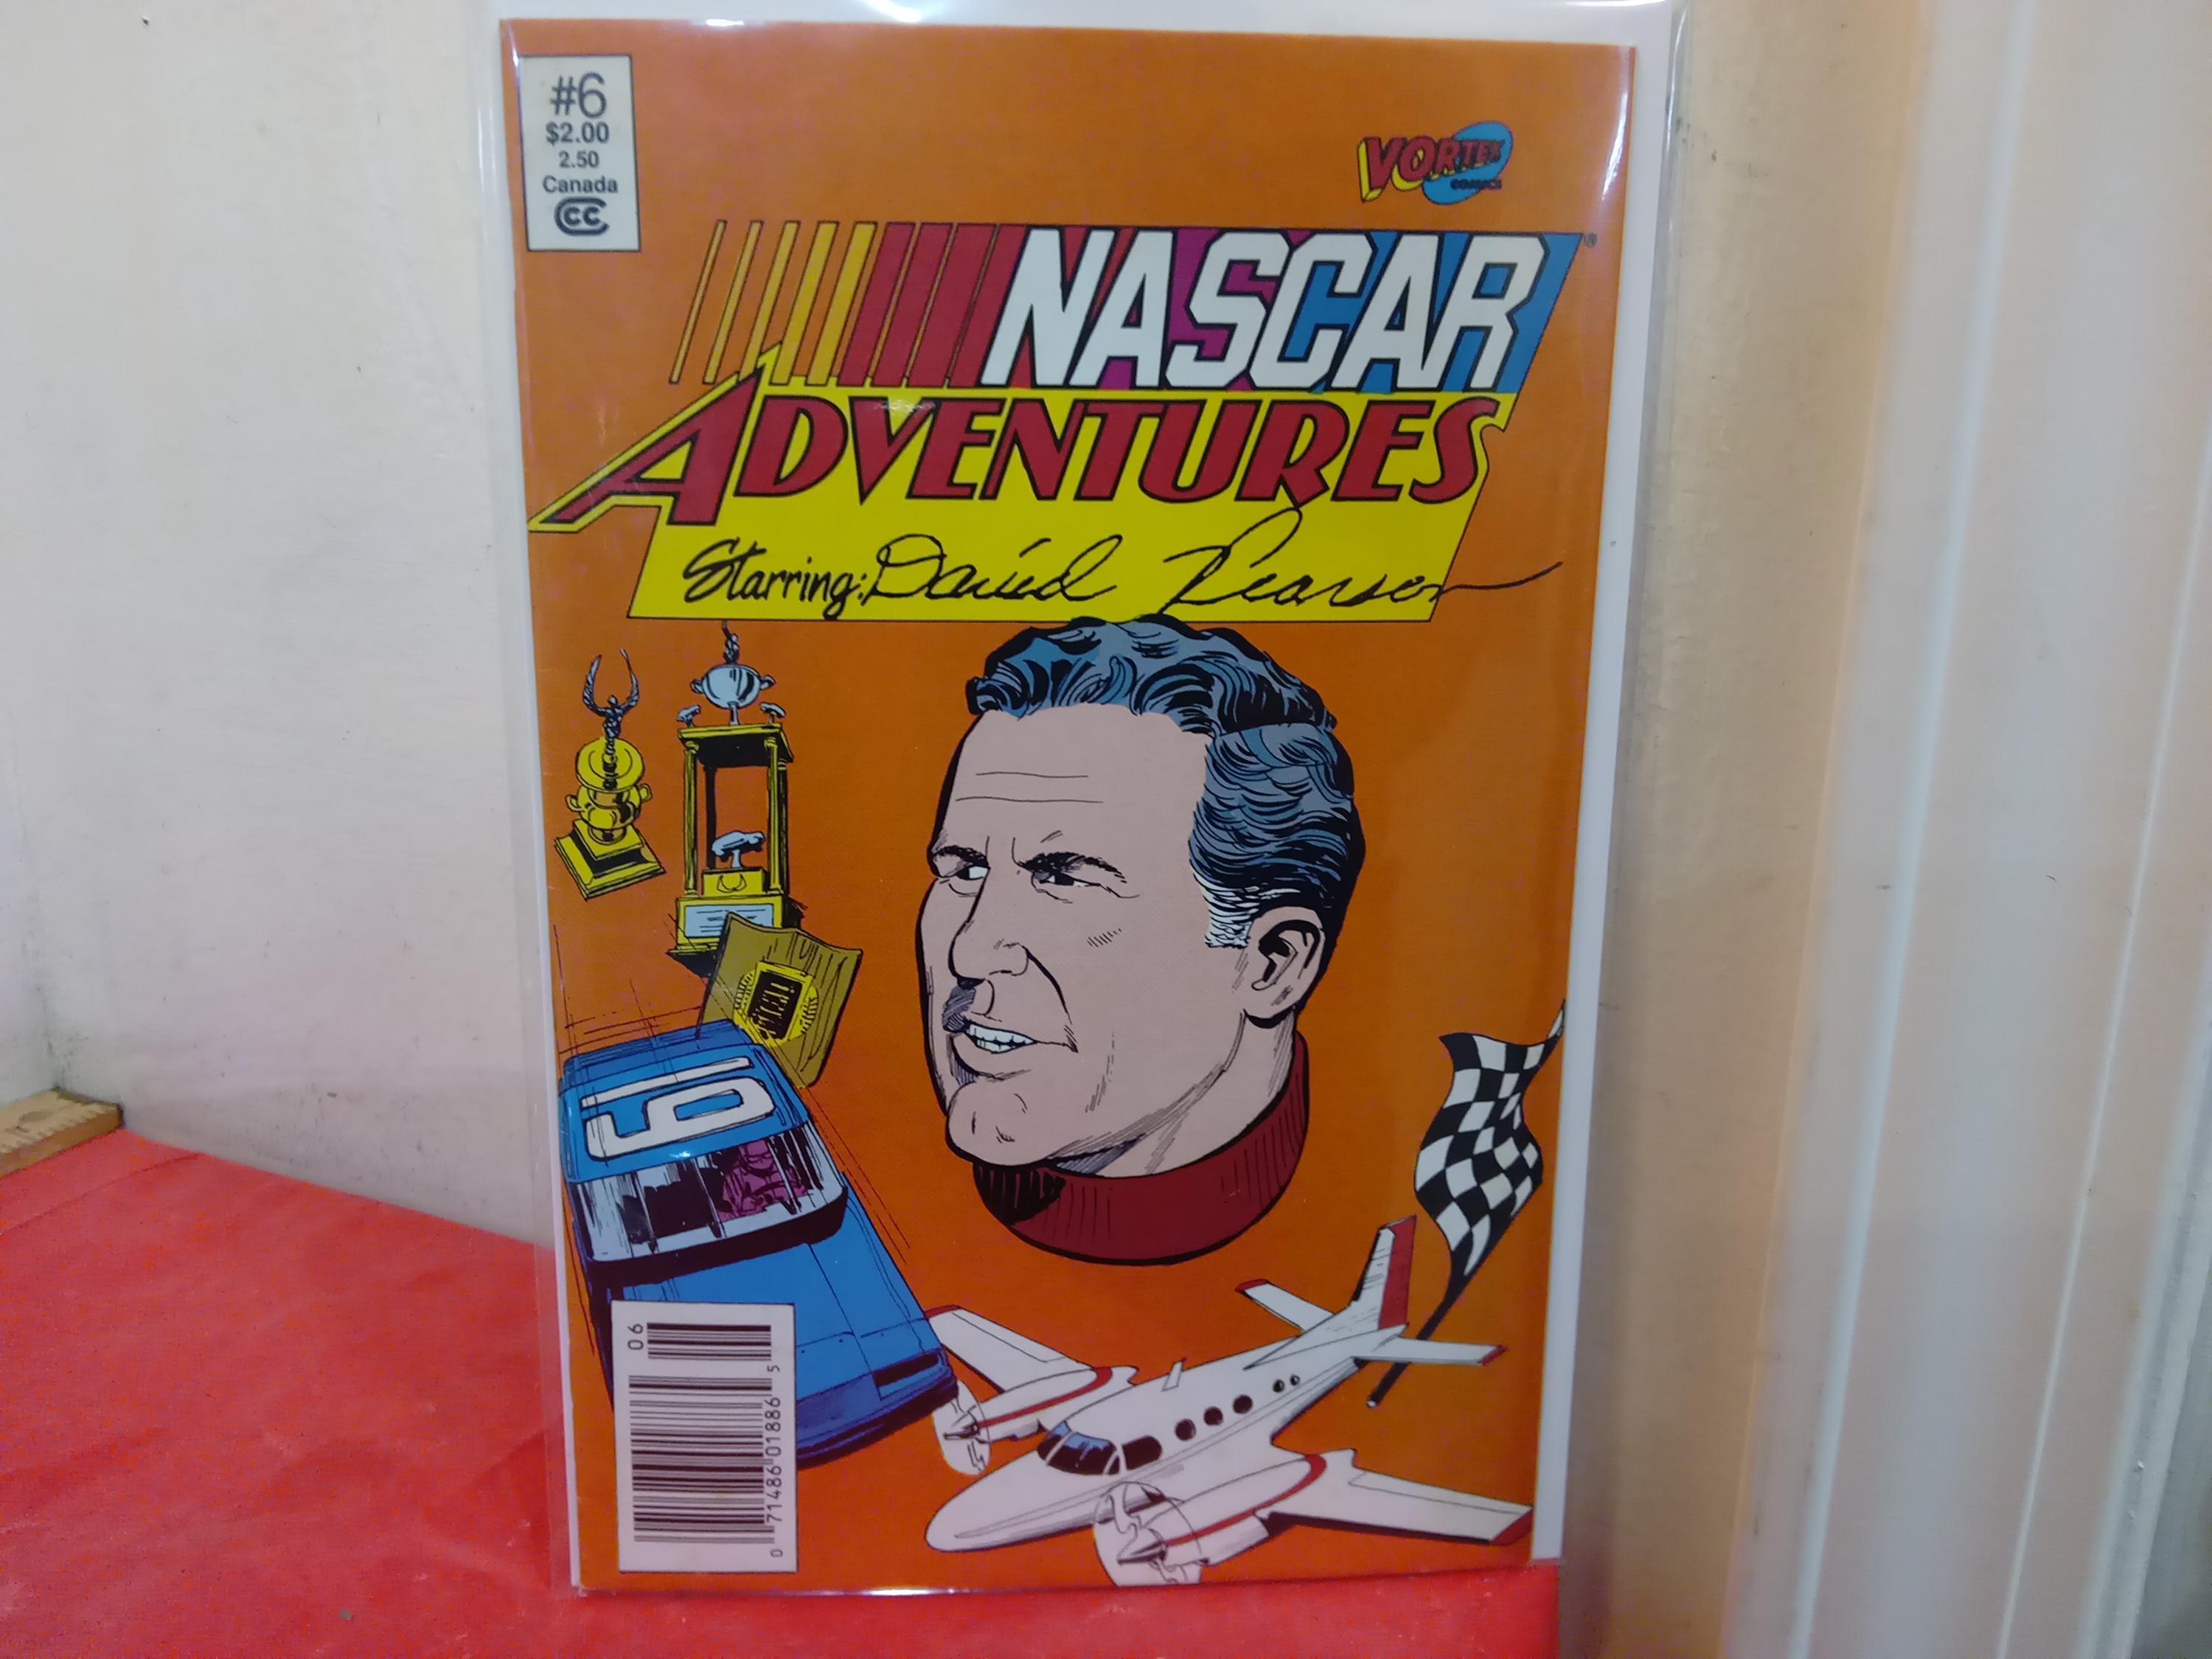 #6
$2.00
2.50
Canada
CC
VORTEX
COMICS
NASCAR®
ADVENTURES
Starring: David Pearson
16
06
0 71486 01886 5